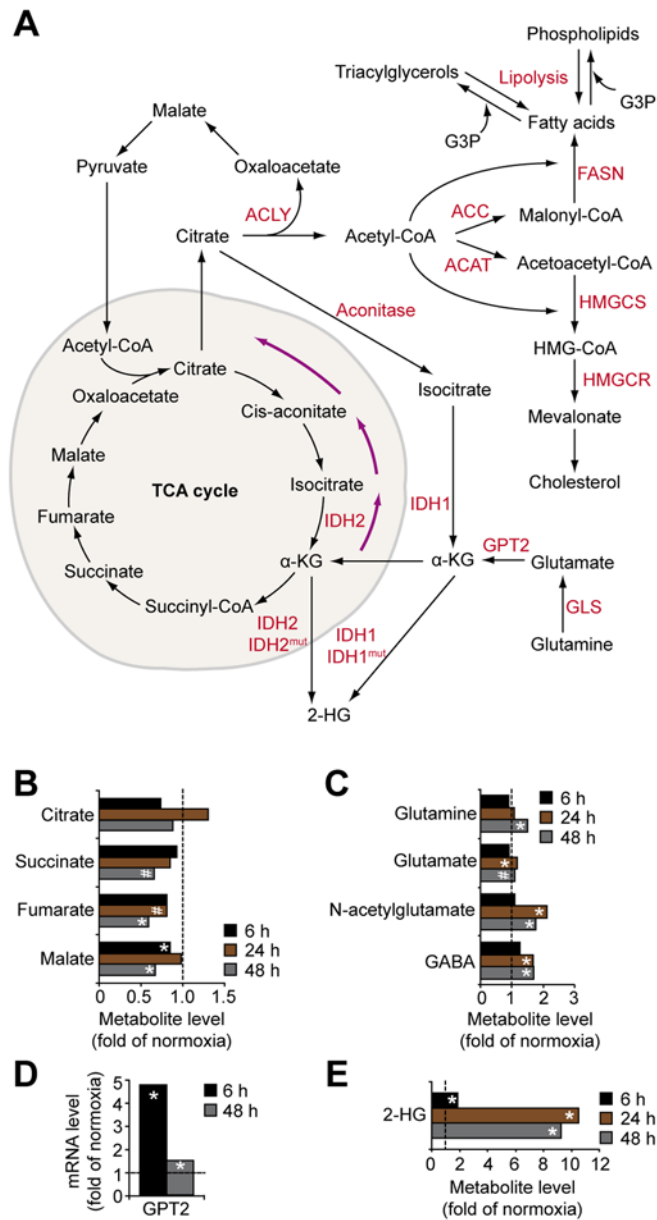 A
Phospholipids
Triacylglycerols
Lipolysis
G3P
G3P
Fatty acids
Malate
Pyruvate
Oxaloacetate
FASN
ACLY
ACC
Malonyl-CoA
Citrate
Acetyl-CoA
ACAT
Acetoacetyl-CoA
Aconitase
HMGCS
Acetyl-CoA
Citrate
HMG-CoA
Oxaloacetate
Isocitrate
HMGCR
Cis-aconitate
Mevalonate
Malate
TCA cycle
Isocitrate
Cholesterol
Fumarate
IDH2
IDH1
GPT2
α-KG
α-KG
Glutamate
Succinate
Succinyl-CoA
GLS
IDH2
IDH2mut
IDH1
IDH1mut
Glutamine
2-HG
B
Citrate
Succinate
#
Fumarate
#
*
6 h
24 h
48 h
Malate
*
*
0 0.5 1.0 1.5
Metabolite level
(fold of normoxia)
C
6 h
24 h
48 h
Glutamine
*
Glutamate
*
#
N-acetylglutamate
*
*
GABA
*
*
0 1 2 3
Metabolite level
(fold of normoxia)
D
mRNA level
(fold of normoxia)
5
4
3
2
1
0
*
*
6 h
48 h
GPT2
E
2-HG
*
*
*
6 h
24 h
48 h
0 2 4 6 8 10 12
Metabolite level
(fold of normoxia)